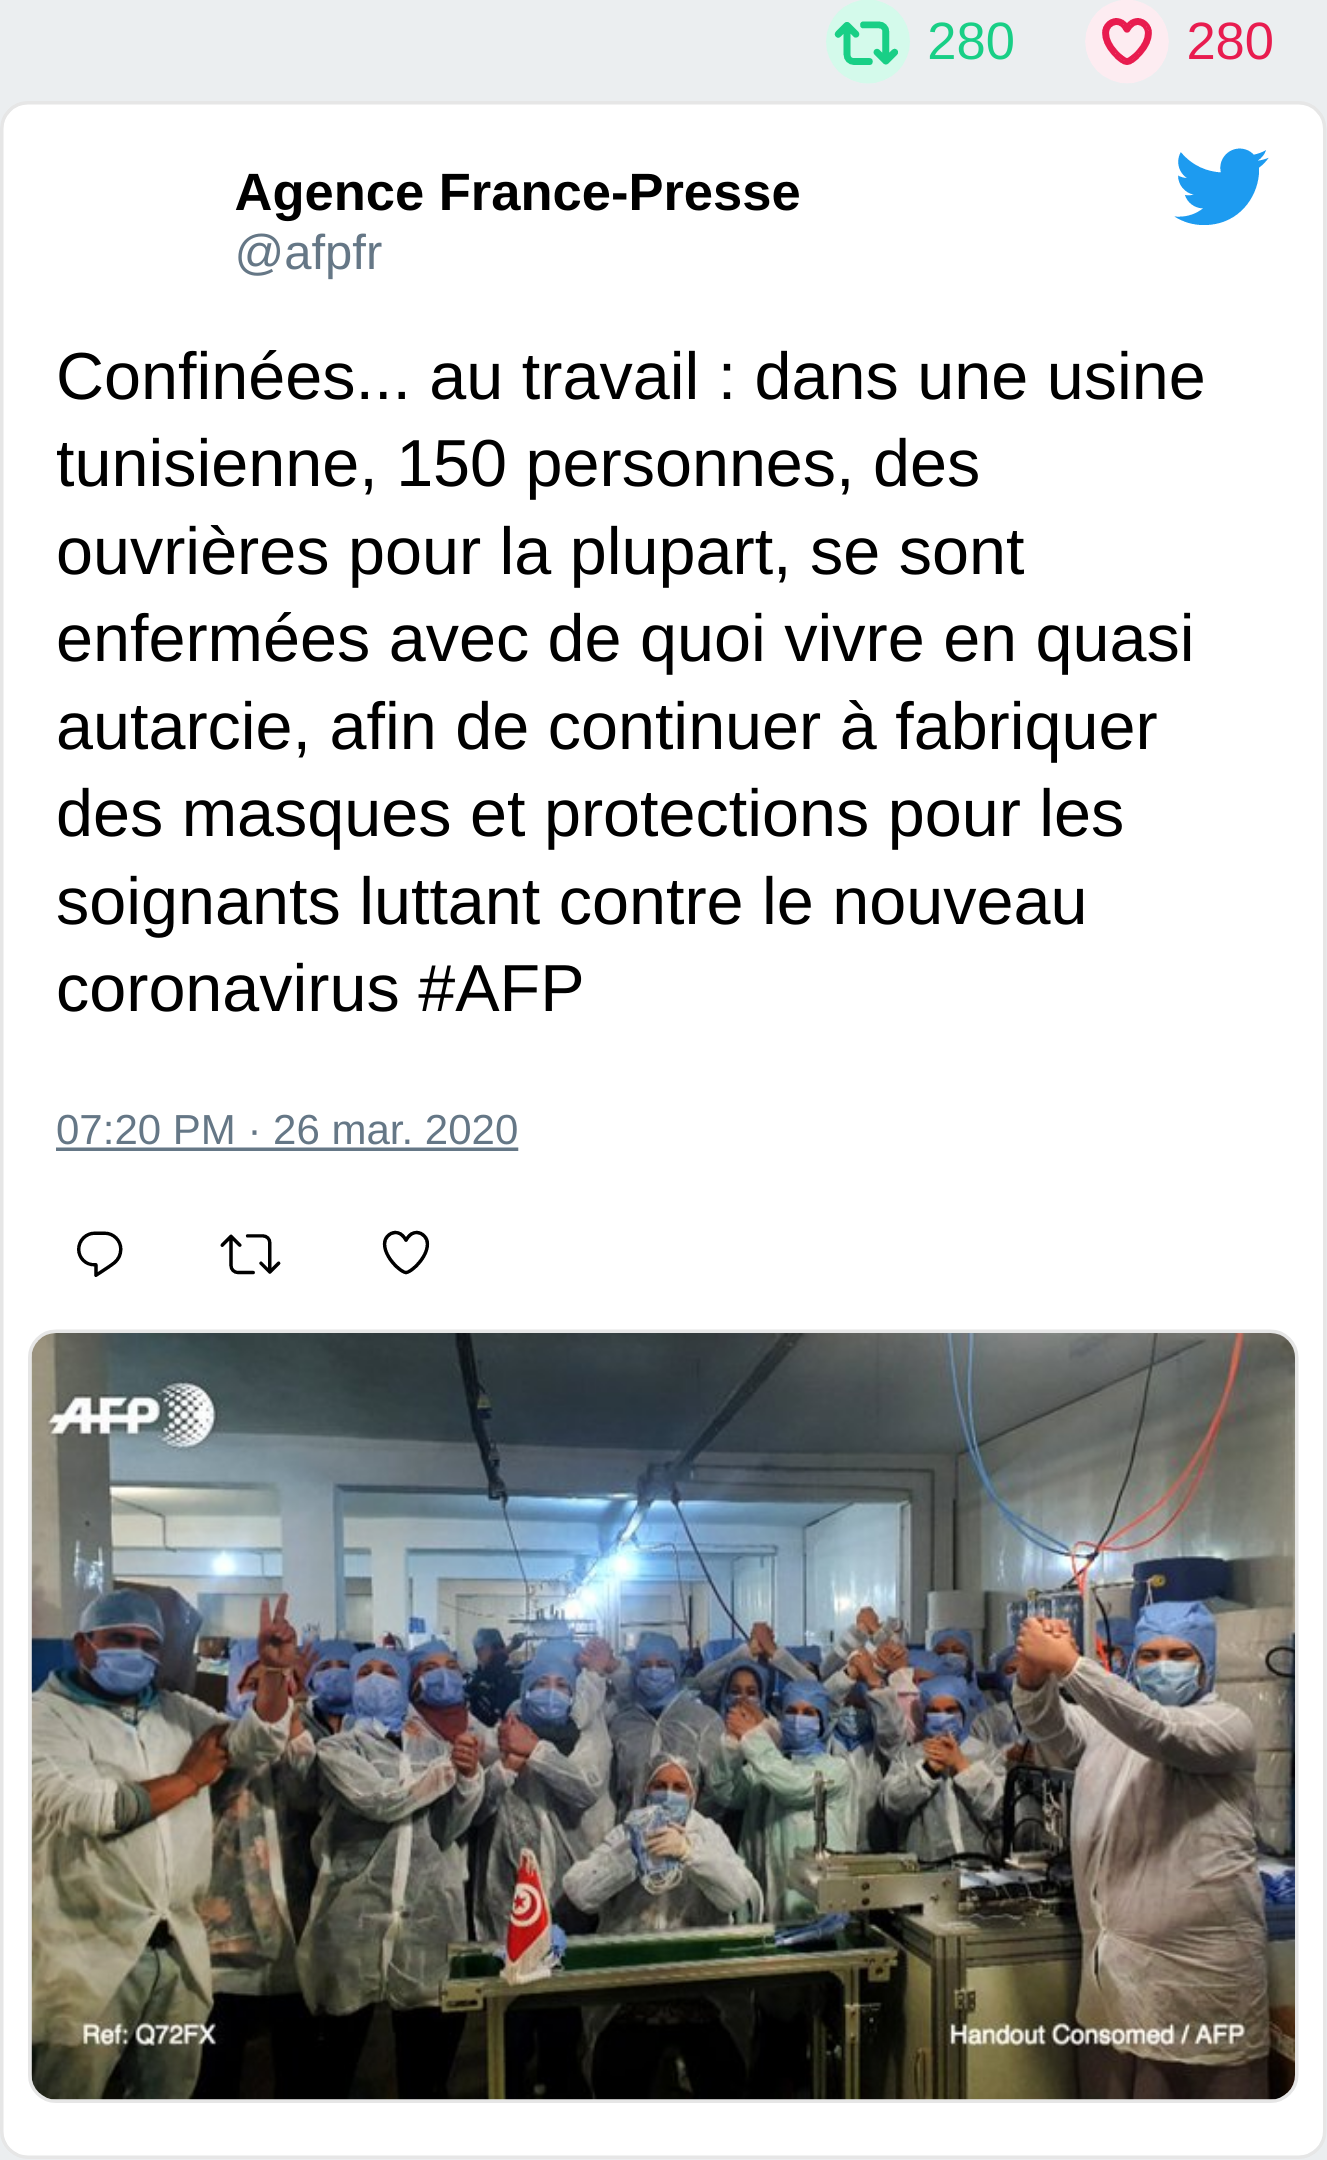 280 280
Agence France-Presse
@afpfr
Confinées... au travail : dans une usine
tunisienne, 150 personnes, des
ouvrières pour la plupart, se sont
enfermées avec de quoi vivre en quasi
autarcie, afin de continuer à fabriquer
des masques et protections pour les
soignants luttant contre le nouveau
coronavirus #AFP
07:20 PM · 26 mar. 2020
AFP
Ref: Q72FX
Handout Consomed / AFP